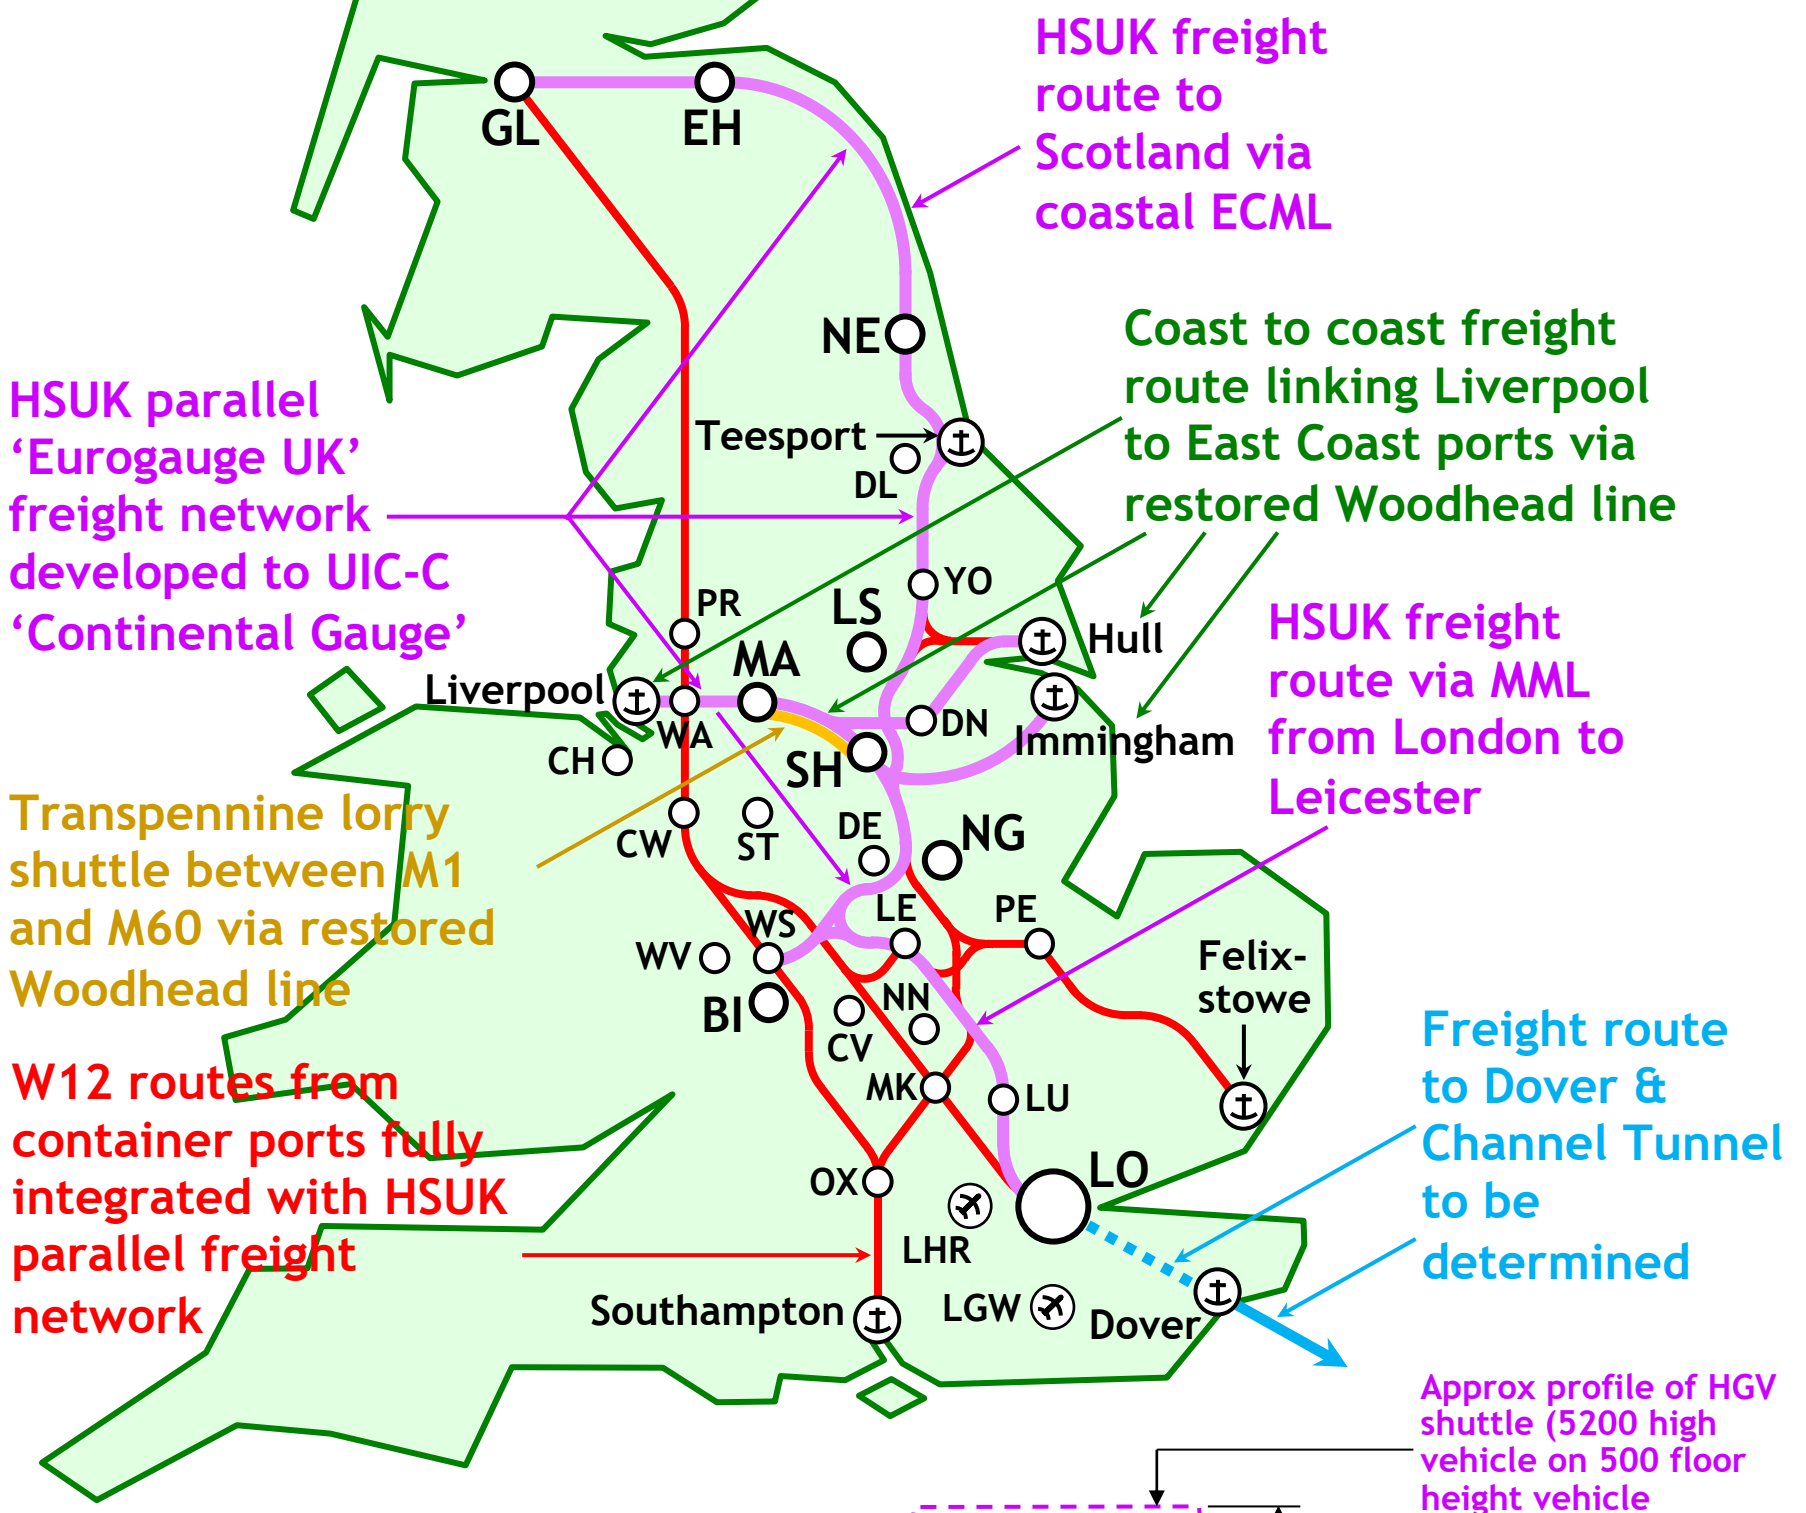 HSUK freight
route to
Scotland via
coastal ECML
GL
EH
NE
Coast to coast freight
route linking Liverpool
to East Coast ports via
restored Woodhead line
HSUK parallel
‘Eurogauge UK’
freight network
developed to UIC-C
‘Continental Gauge’
Teesport
DL
YO
PR
LS
Hull
MA
Liverpool
WA
DN
Immingham
CH
SH
HSUK freight
route via MML
from London to
Leicester
Transpennine lorry
shuttle between M1
and M60 via restored
Woodhead line
CW
ST
DE
NG
WS
LE
PE
WV
BI
NN
CV
Felix-
stowe
MK
LU
W12 routes from
container ports fully
integrated with HSUK
parallel freight
network
Freight route
to Dover &
Channel Tunnel
to be
determined
OX
LO
LHR
LGW
Southampton
Dover
Approx profile of HGV
shuttle (5200 high
vehicle on 500 floor
height vehicle